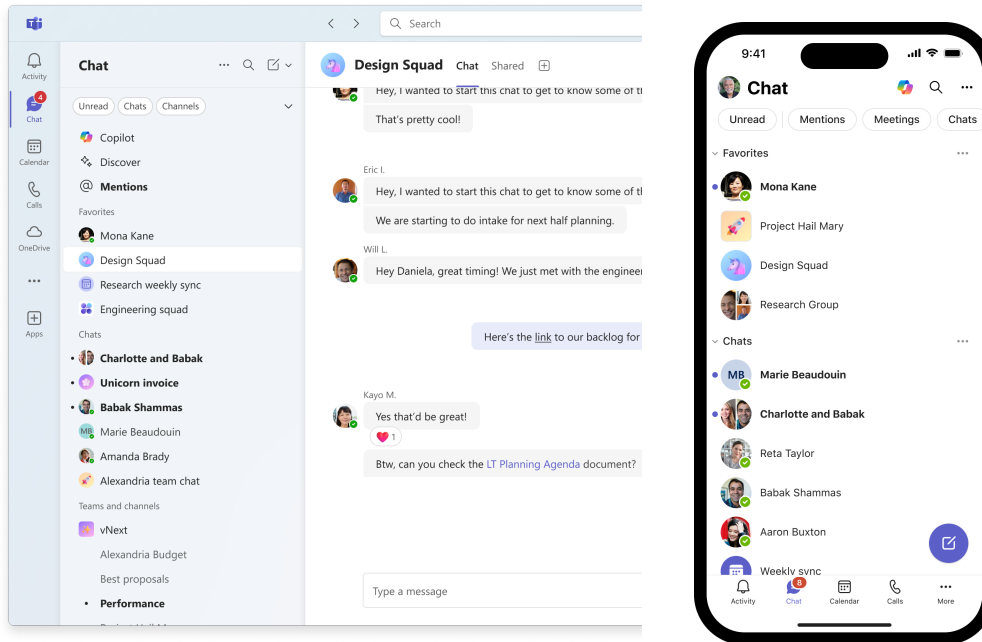 Search
Activity
4
Chat
Calendar
Calls
OneDrive
Apps
Chat
Unread
Chats
Channels
Copilot
Discover
Mentions
Favorites
Mona Kane
Design Squad
Research weekly sync
Engineering squad
Chats
Charlotte and Babak
Unicorn invoice
Babak Shammas
MB
Marie Beaudouin
Amanda Brady
Alexandria team chat
Teams and channels
vNext
Alexandria Budget
Best proposals
Performance
Design Squad
Chat
Shared
Hey, I wanted to start this chat to get to know some of
That's pretty cool!
Eric I.
Hey, I wanted to start this chat to get to know some of
We are starting to do intake for next half planning.
Will L.
Hey Daniela, great timing! We just met with the engineer
Here's the link to our backlog for
Kayo M.
Yes that'd be great!
1
Btw, can you check the LT Planning Agenda document?
Type a message
9:41
Chat
Unread
Mentions
Meetings
Chats
Favorites
Mona Kane
Project Hail Mary
Design Squad
Research Group
Chats
MB
Marie Beaudouin
Charlotte and Babak
Reta Taylor
Babak Shammas
Aaron Buxton
Weekly sync
Activity
8
Chat
Calendar
Calls
More